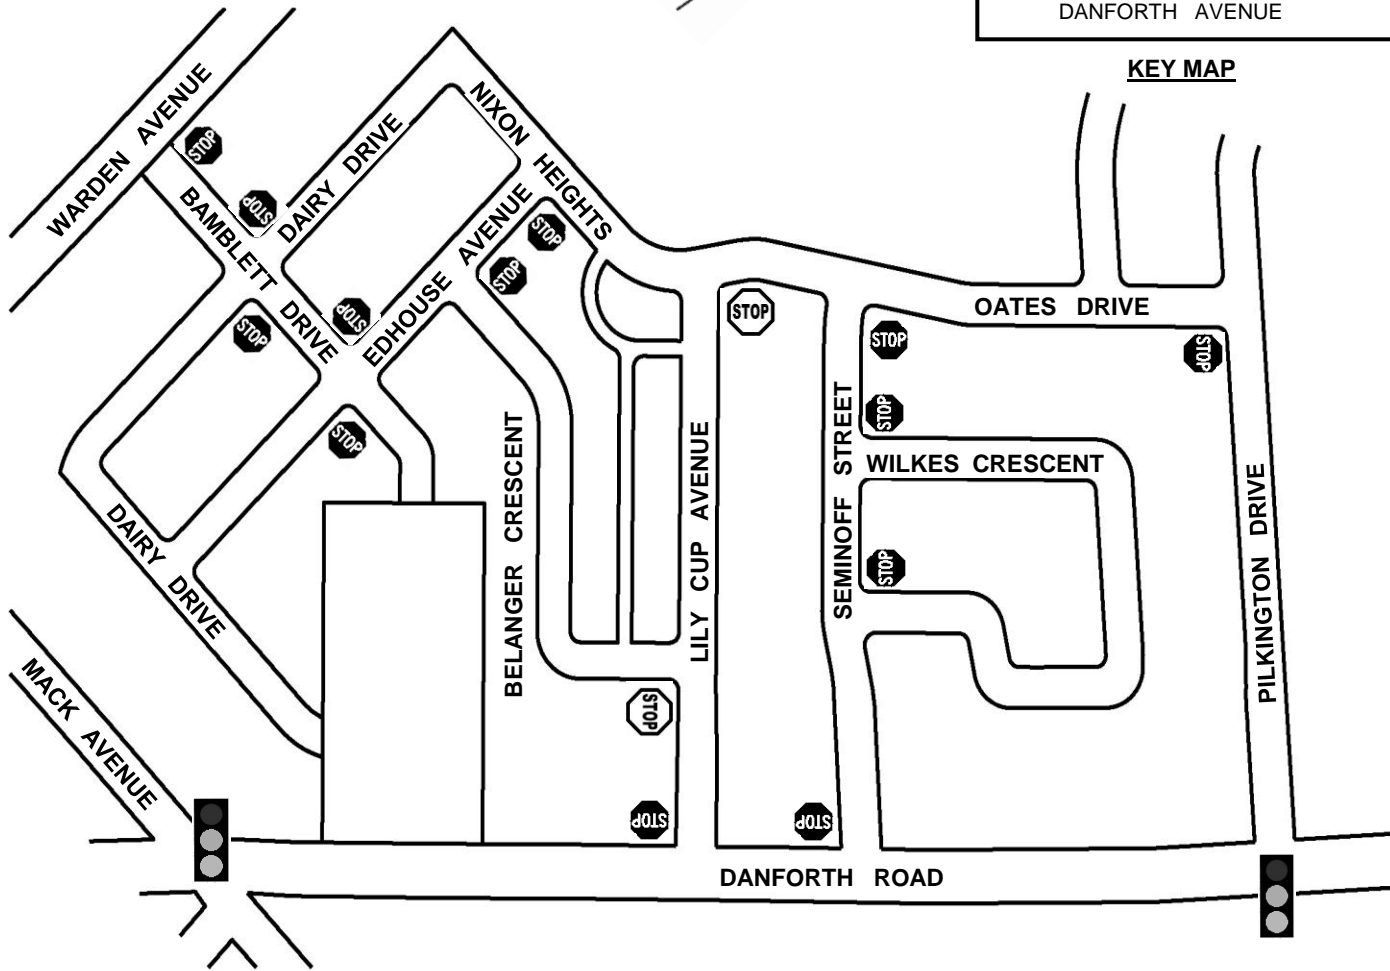 DANFORTH AVENUE
KEY MAP
WARDEN AVENUE
STOP
STOP
BAMBLETT DRIVE
DAIRY DRIVE
NIXON HEIGHTS
EDHOUSE AVENUE
STOP
STOP
STOP
STOP
STOP
STOP
OATES DRIVE
STOP
STOP
STOP
WILKES CRESCENT
SEMINOFF STREET
STOP
BELANGER CRESCENT
LILY CUP AVENUE
PILKINGTON DRIVE
DAIRY DRIVE
MACK AVENUE
STOP
STOP
STOP
DANFORTH ROAD